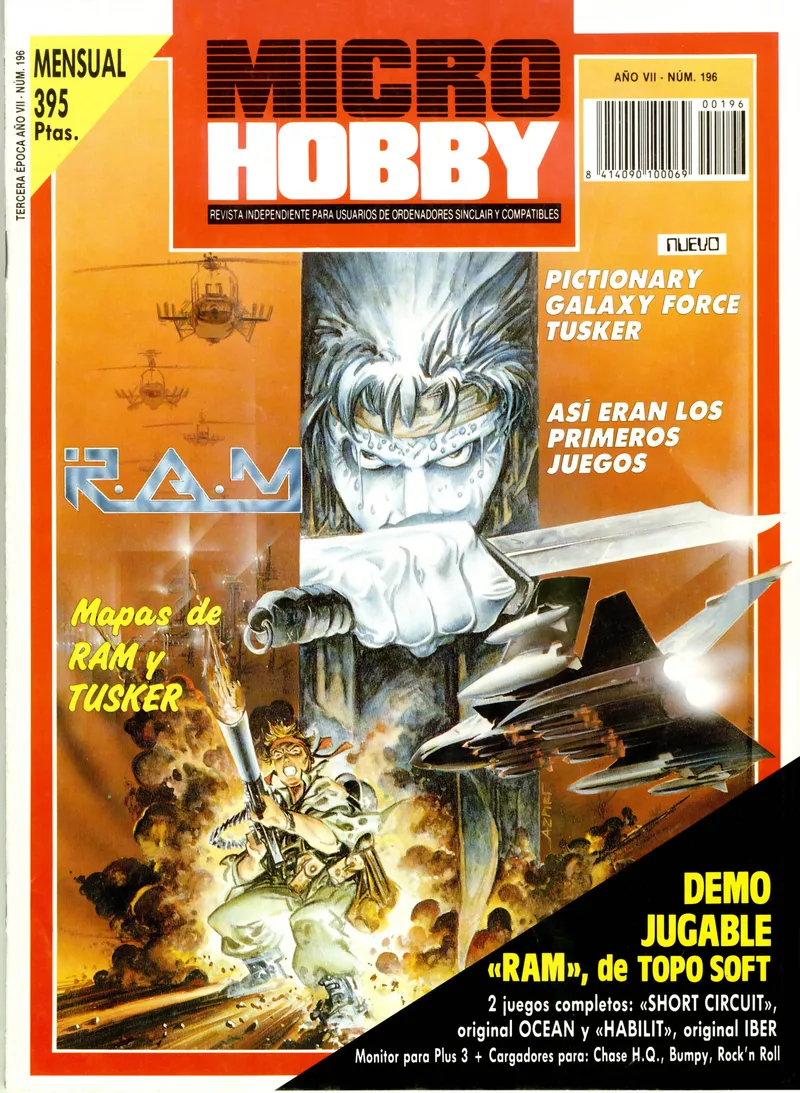 TERCERA ÉPOCA AÑO VII - NÚM. 196
MENSUAL
395
Ptas.
MICRO
HOBBY
REVISTA INDEPENDIENTE PARA USUARIOS DE ORDENADORES SINCLAIR Y COMPATIBLES
AÑO VII - NÚM. 196
00196
8 414090 100069
NUEVO
PICTIONARY
GALAXY FORCE
TUSKER
ASÍ ERAN LOS
PRIMEROS
JUEGOS
R.A.M
Mapas de
RAM y
TUSKER
AZPIRI
DEMO
JUGABLE
«RAM», de TOPO SOFT
2 juegos completos: «SHORT CIRCUIT»,
original OCEAN y «HABILIT», original IBER
Monitor para Plus 3 + Cargadores para: Chase H.Q., Bumpy, Rock'n Roll